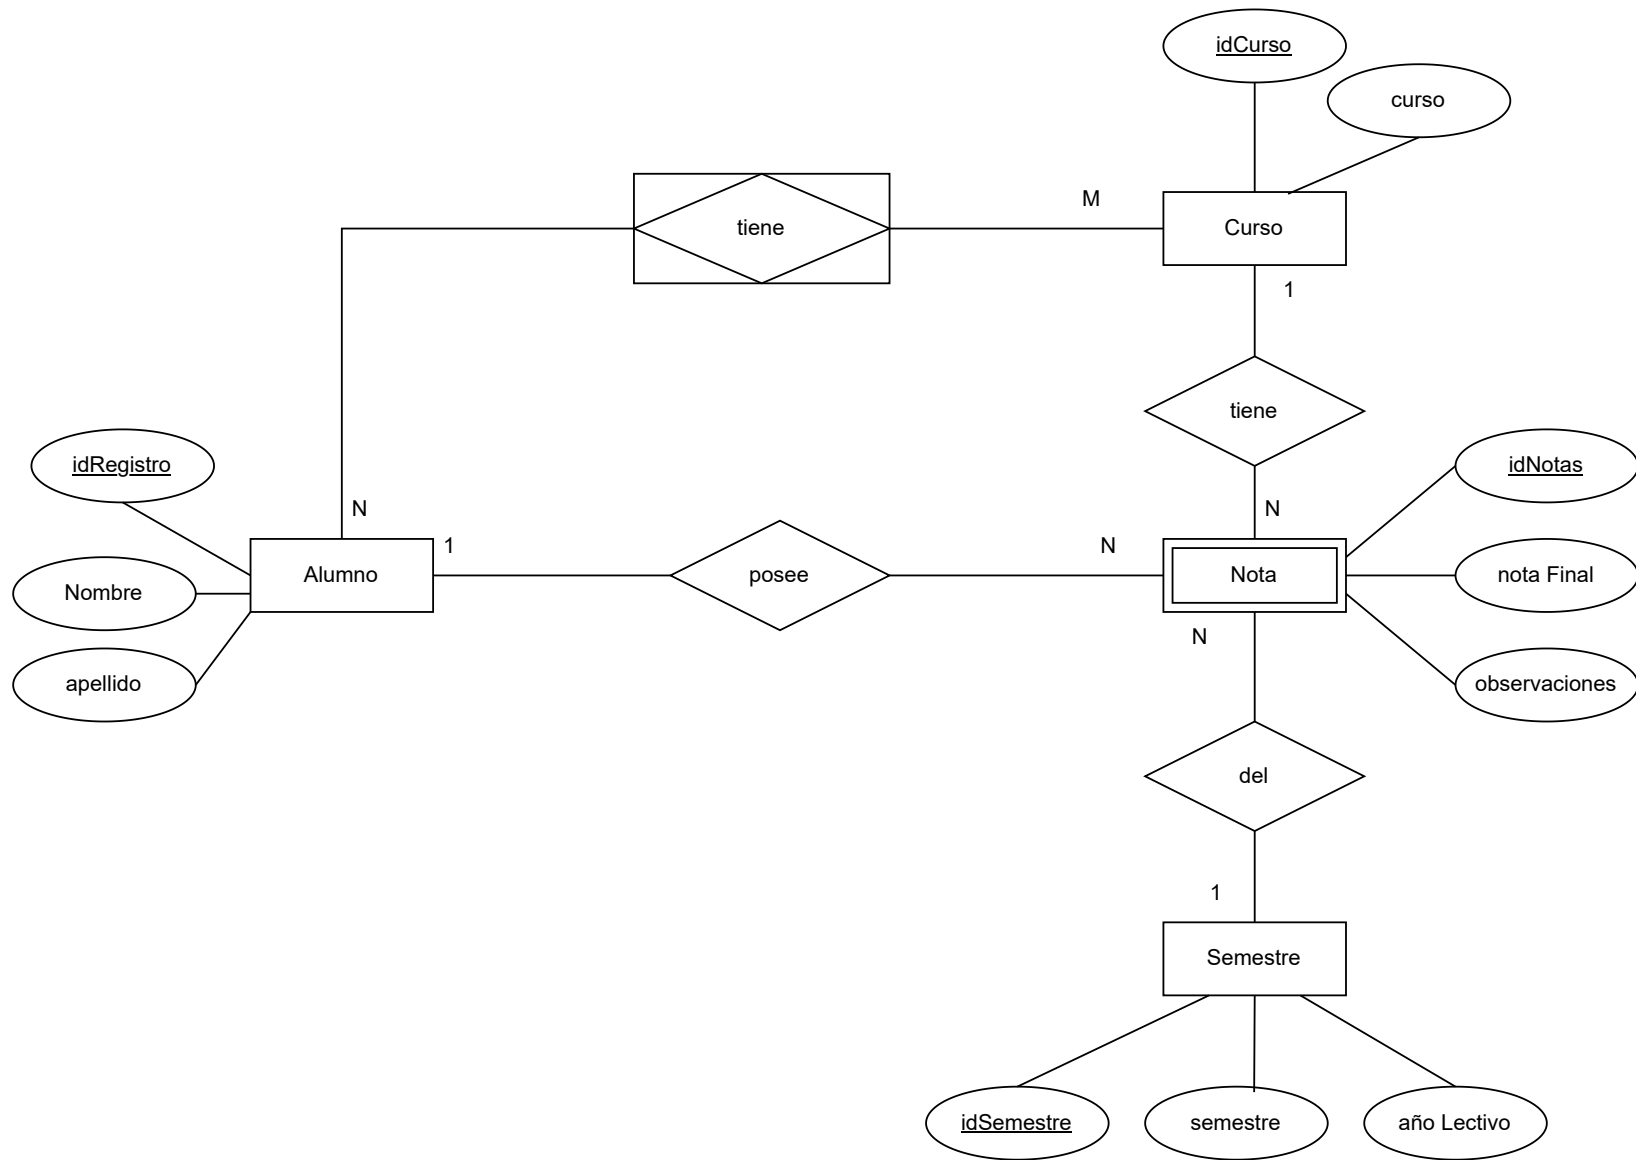 idCurso
curso
tiene
M
Curso
1
tiene
idRegistro
idNotas
N
N
1
N
Alumno
posee
Nota
nota Final
Nombre
N
apellido
observaciones
del
1
Semestre
idSemestre
semestre
año Lectivo